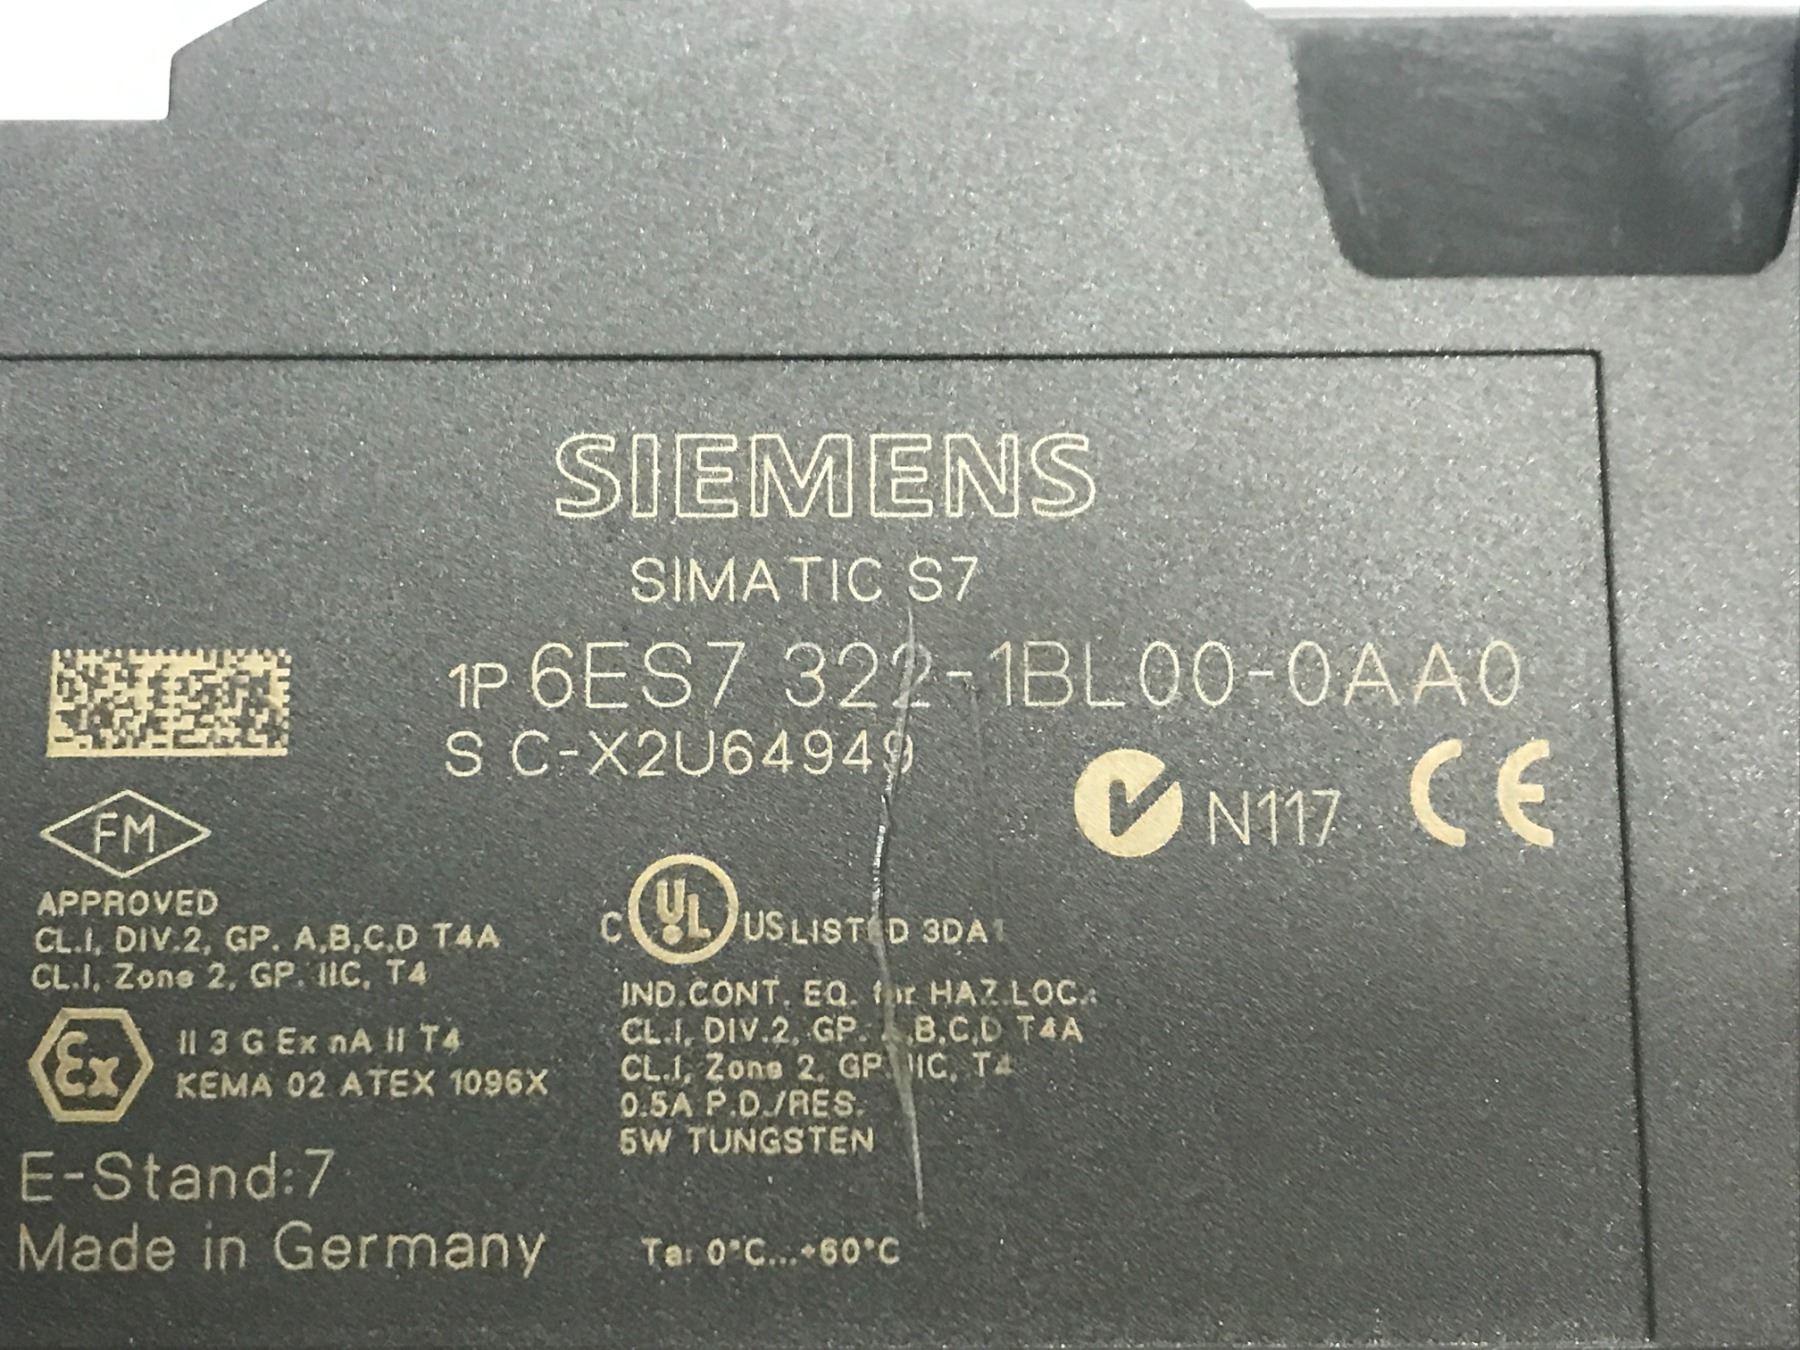 SIEMENS
SIMATIC S7
1P 6ES7 322-1BL00-0AA0
S C-X2U64949
N117 CE
FM
APPROVED
CL.I, DIV.2, GP. A,B,C,D T4A
CL.I, Zone 2, GP. IIC, T4
C UL US LISTED 3DA1
IND.CONT. EQ. for HAZ.LOC.:
CL.I, DIV.2, GP. A,B,C,D T4A
CL.I, Zone 2, GP. IIC, T4
0.5A P.D./RES.
5W TUNGSTEN
Ex II 3 G Ex nA II T4
KEMA 02 ATEX 1096X
E-Stand:7
Made in Germany
Ta: 0°C...+60°C